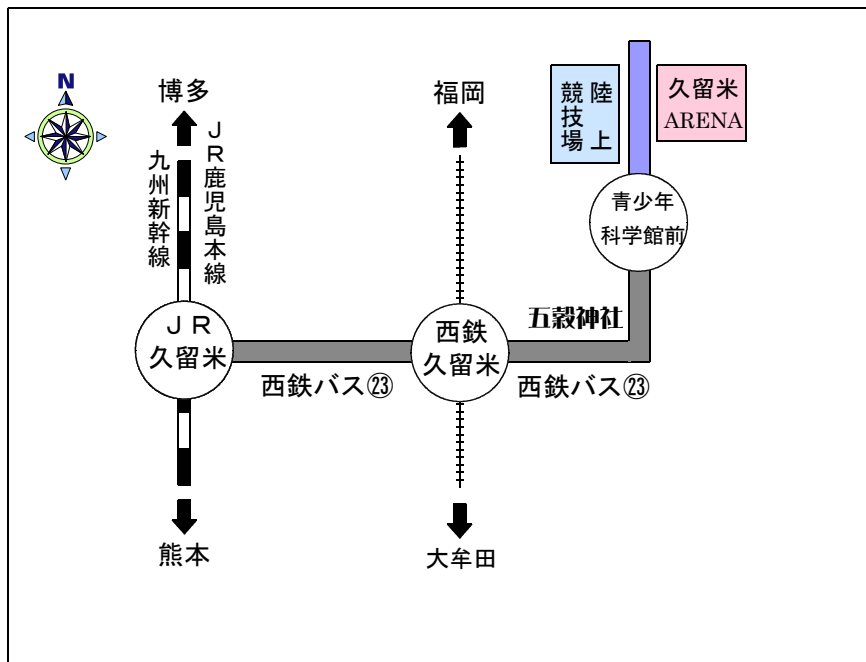 N
博多
福岡
陸上
競技場
久留米
ARENA
JR鹿児島本線
九州新幹線
青少年
科学館前
五穀神社
JR
久留米
西鉄
久留米
西鉄バス㉓
西鉄バス㉓
熊本
大牟田